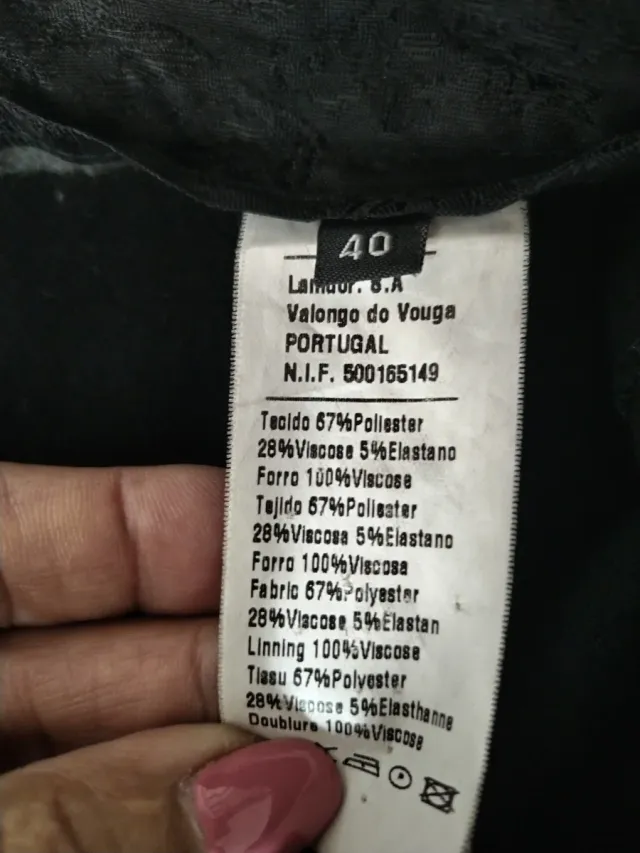 40
S.A
Valongo do Vouga
PORTUGAL
N.I.F. 500165149
Tecido 67%Poliester
28%Viscose 5%Elastano
Forro 100%Viscose
Tejido 67%Poliester
28%Viscosa 5%Elastano
Forro 100%Viscosa
Fabric 67%Polyester
28%Viscose 5%Elastan
Linning 100%Viscose
Tissu 67%Polyester
28%Viscose 5%Elasthanne
Doublure 100%Viscose